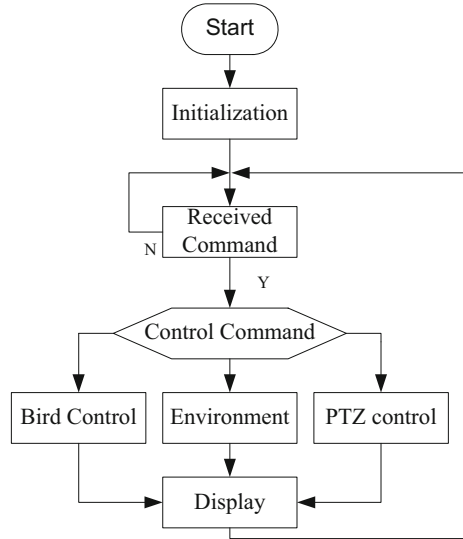 Start
Initialization
Received
Command
N
Y
Control Command
Bird Control
Environment
PTZ control
Display